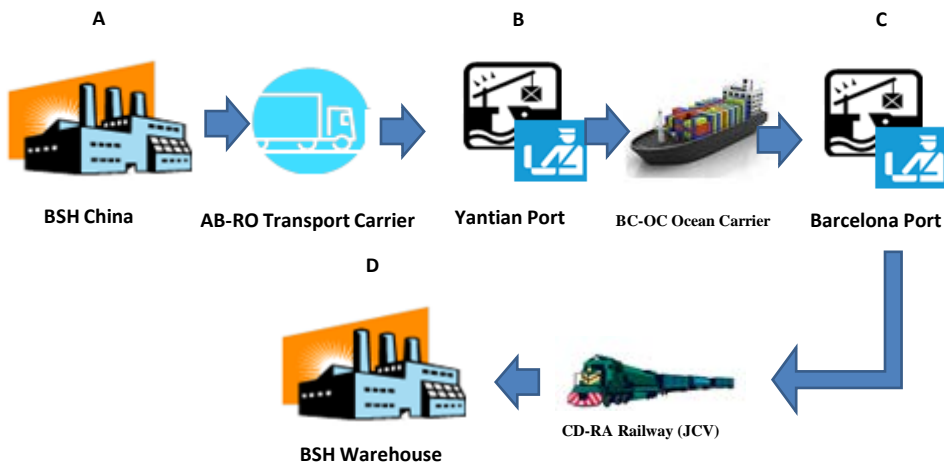 A
B
C
BSH China
AB-RO Transport Carrier
Yantian Port
BC-OC Ocean Carrier
Barcelona Port
D
CD-RA Railway (JCV)
BSH Warehouse